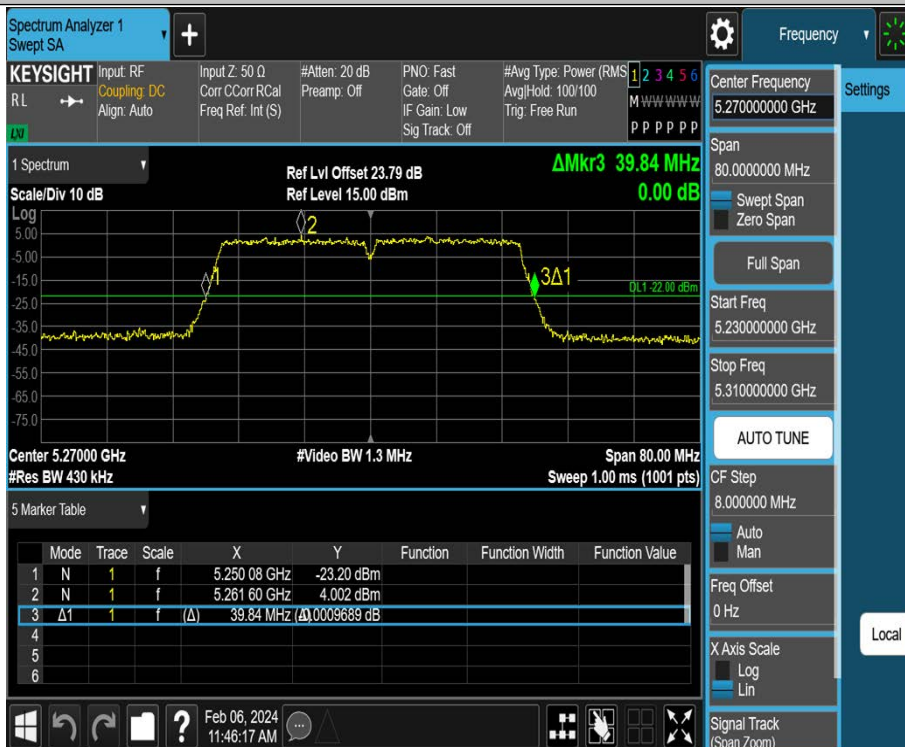 Spectrum Analyzer 1
Swept SA
+
Frequency
KEYSIGHT
RL
LXI
Input: RF
Coupling: DC
Align: Auto
Input Z: 50 Ω
Corr CCorr RCal
Freq Ref: Int (S)
#Atten: 20 dB
Preamp: Off
PNO: Fast
Gate: Off
IF Gain: Low
Sig Track: Off
#Avg Type: Power (RMS
Avg|Hold: 100/100
Trig: Free Run
1 2 3 4 5 6
M W W W W W
P P P P P P
Center Frequency
5.270000000 GHz
Settings
1 Spectrum
Ref Lvl Offset 23.79 dB
ΔMkr3 39.84 MHz
Scale/Div 10 dB
Ref Level 15.00 dBm
0.00 dB
Log
5.00
-5.00
-15.0
-25.0
-35.0
-45.0
-55.0
-65.0
-75.0
1
2
3Δ1
DL1 -22.00 dBm
Center 5.27000 GHz
#Video BW 1.3 MHz
Span 80.00 MHz
#Res BW 430 kHz
Sweep 1.00 ms (1001 pts)
Span
80.0000000 MHz
Swept Span
Zero Span
Full Span
Start Freq
5.230000000 GHz
Stop Freq
5.310000000 GHz
AUTO TUNE
CF Step
8.000000 MHz
Auto
Man
Freq Offset
0 Hz
X Axis Scale
Log
Lin
Signal Track
(Span Zoom)
Local
5 Marker Table
Mode Trace Scale X Y Function Function Width Function Value
1 N 1 f 5.250 08 GHz -23.20 dBm
2 N 1 f 5.261 60 GHz 4.002 dBm
3 Δ1 1 f (Δ) 39.84 MHz (Δ) 0.0009689 dB
4
5
6
?
Feb 06, 2024
11:46:17 AM